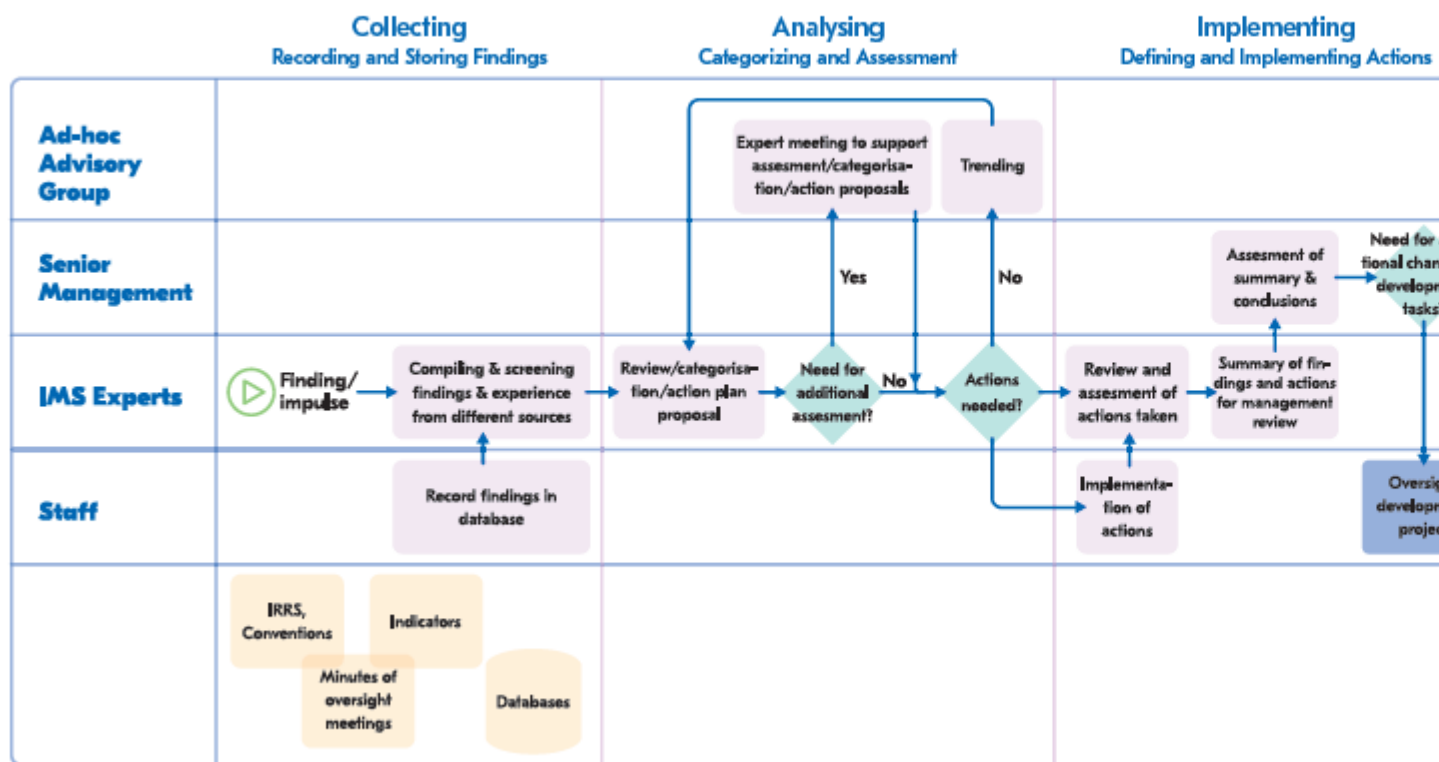 Collecting
Recording and Storing Findings
Analysing
Categorizing and Assessment
Implementing
Defining and Implementing Actions
Ad-hoc
Advisory
Group
Expert meeting to support
assesment/categorisa-
tion/action proposals
Trending
Senior
Management
Yes
No
Assesment of
summary &
conclusions
Need for
tional
tasks
IMS Experts
Finding/
impulse
Compiling & screening
findings & experience
from different sources
Review/categorisa-
tion/action plan
proposal
Need for
additional
assesment?
No
Actions
needed?
Review and
assesment of
actions taken
Summary of fin-
dings and actions
for management
review
Staff
Record findings in
database
Implementa-
tion of
actions
IRRS,
Conventions
Indicators
Minutes of
oversight
meetings
Databases